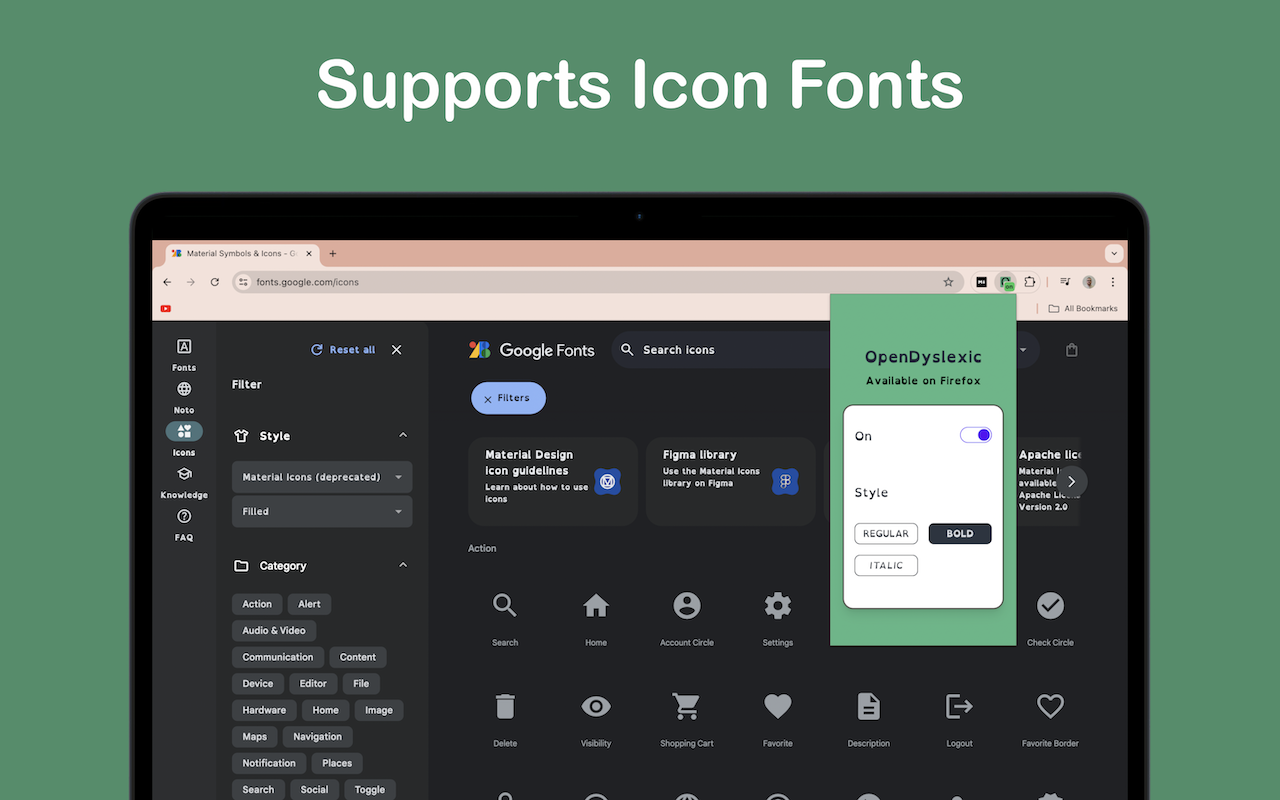 Supports Icon Fonts
Material Symbols & Icons - G
fonts.google.com/icons
All Bookmarks
Fonts
Noto
Icons
Knowledge
FAQ
Reset all
Filter
Style
Material Icons (deprecated)
Filled
Category
Action
Alert
Audio & Video
Communication
Content
Device
Editor
File
Hardware
Home
Image
Maps
Navigation
Notification
Places
Search
Social
Toggle
Google Fonts
Search icons
Filters
Material Design
icon guidelines
Learn about how to use
icons
Figma library
Use the Material Icons
library on Figma
Apache lic
Material I
available
Apache Lice
Version 2.0
Action
Search
Home
Account Circle
Settings
Check Circle
Delete
Visibility
Shopping Cart
Favorite
Description
Logout
Favorite Border
OpenDyslexic
Available on Firefox
On
Style
REGULAR
BOLD
ITALIC